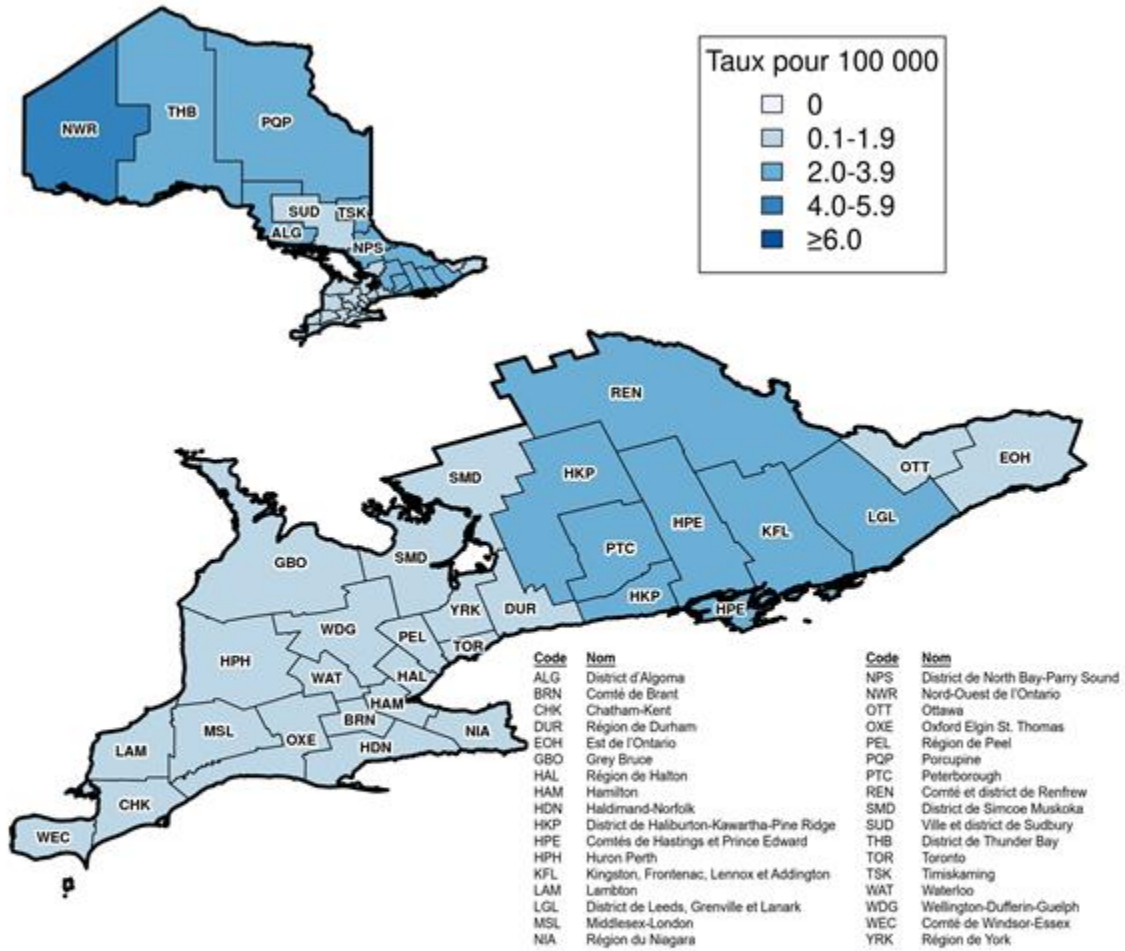 Taux pour 100 000
0
0.1-1.9
2.0-3.9
4.0-5.9
≥6.0
NWR
THB
PQP
SUD
TSK
ALG
NPS
REN
SMD
HKP
OTT
EOH
HPE
KFL
LGL
PTC
GBO
SMD
HKP
HPE
YRK
DUR
WDG
PEL
TOR
HPH
WAT
HAL
HAM
BRN
MSL
OXE
HDN
NIA
LAM
CHK
WEC
Code Nom
ALG District d'Algoma
BRN Comté de Brant
CHK Chatham-Kent
DUR Région de Durham
EOH Est de l'Ontario
GBO Grey Bruce
HAL Région de Halton
HAM Hamilton
HDN Haldimand-Norfolk
HKP District de Haliburton-Kawartha-Pine Ridge
HPE Comtés de Hastings et Prince Edward
HPH Huron Perth
KFL Kingston, Frontenac, Lennox et Addington
LAM Lambton
LGL District de Leeds, Grenville et Lanark
MSL Middlesex-London
NIA Région du Niagara
Code Nom
NPS District de North Bay-Parry Sound
NWR Nord-Ouest de l'Ontario
OTT Ottawa
OXE Oxford Elgin St. Thomas
PEL Région de Peel
PQP Porcupine
PTC Peterborough
REN Comté et district de Renfrew
SMD District de Simcoe Muskoka
SUD Ville et district de Sudbury
THB District de Thunder Bay
TOR Toronto
TSK Timiskaming
WAT Waterloo
WDG Wellington-Dufferin-Guelph
WEC Comté de Windsor-Essex
YRK Région de York